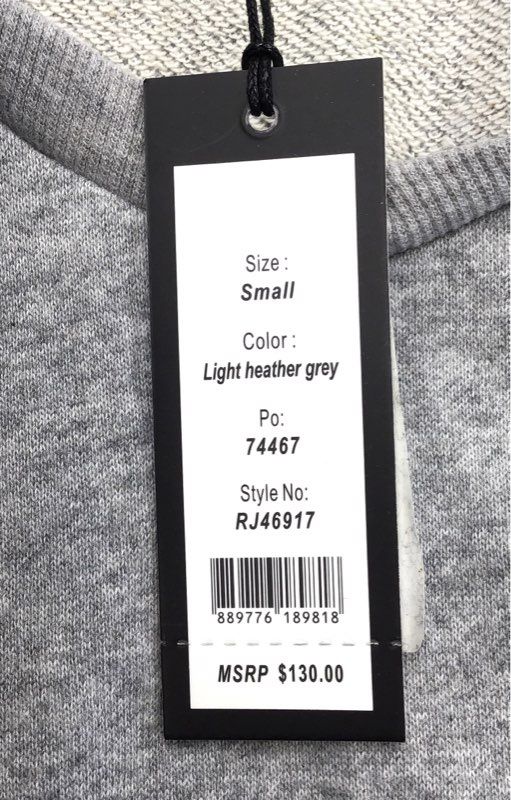 Size :
Small
Color :
Light heather grey
Po:
74467
Style No:
RJ46917
889776 189818
MSRP $130.00